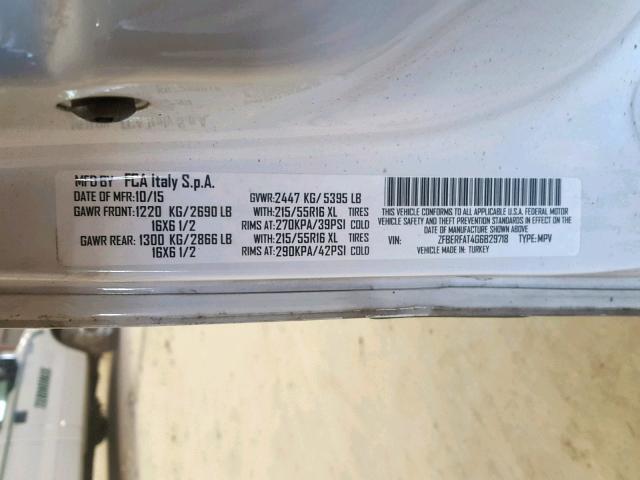 MFD BY FCA italy S.p.A.
DATE OF MFR:10/15 GVWR:2447 KG/ 5395 LB
GAWR FRONT:1220 KG/2690 LB WITH:215/55R16 XL TIRES
16X6 1/2 RIMS AT:270KPA/39PSI COLD
GAWR REAR: 1300 KG/2866 LB WITH:215/55R16 XL TIRES
16X6 1/2 RIMS AT:290KPA/42PSI COLD
THIS VEHICLE CONFORMS TO ALL APPLICABLE U.S.A. FEDERAL MOTOR
VEHICLE SAFETY AND THEFT PREVENTION STANDARDS IN EFFECT ON THE
DATE OF MANUFACTURE SHOWN ABOVE
VIN: ZFBERFAT4G6B29718 TYPE: MPV
VEHICLE MADE IN: TURKEY